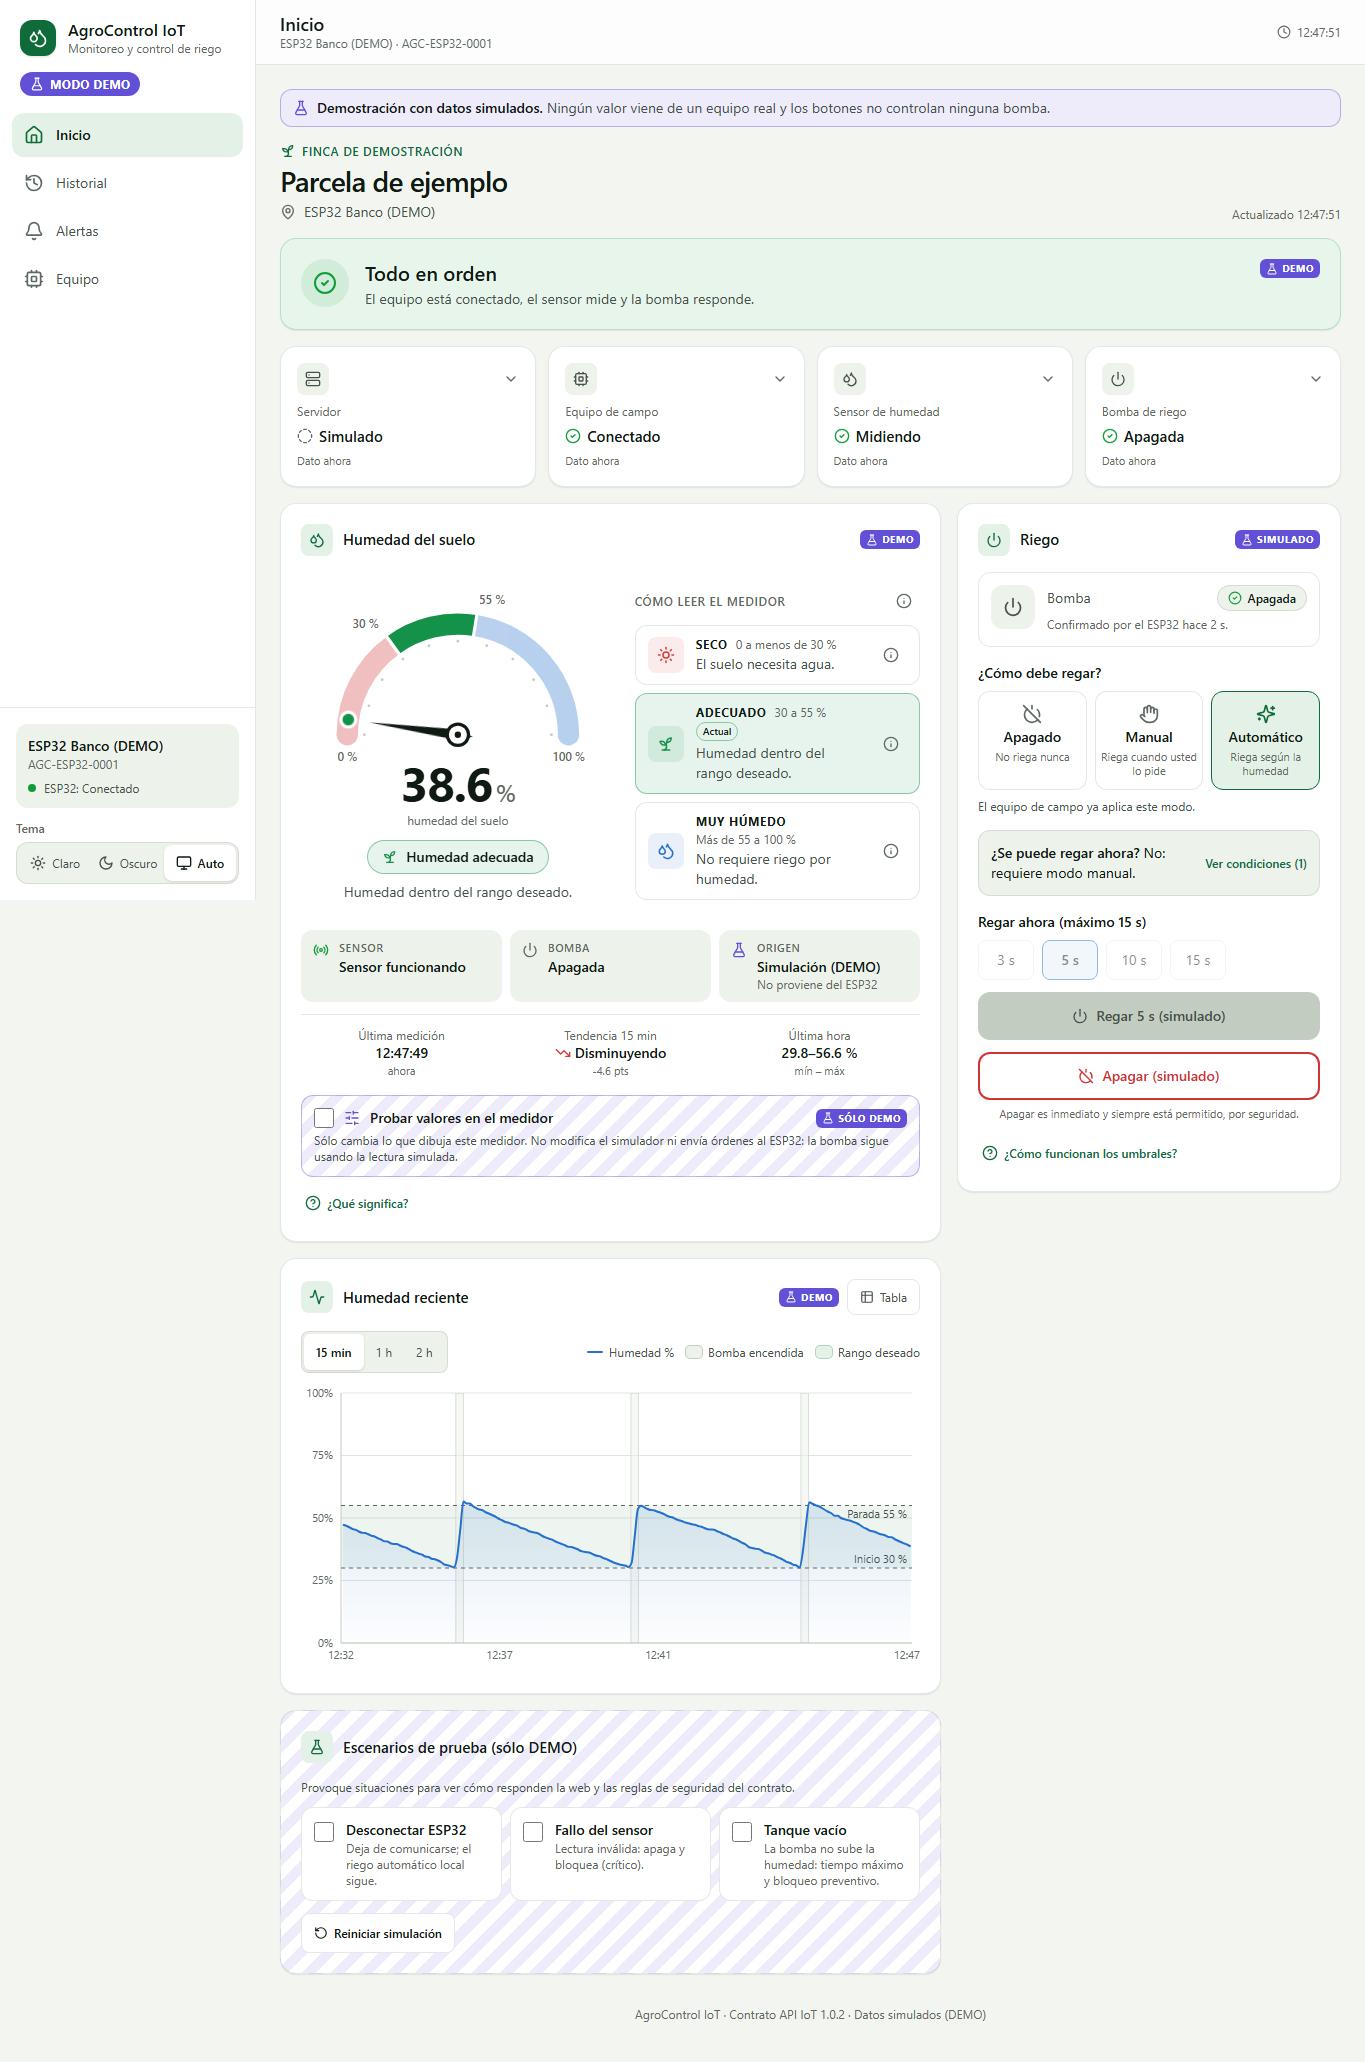 AgroControl IoT
Monitoreo y control de riego
MODO DEMO
Inicio
Historial
Alertas
Equipo
ESP32 Banco (DEMO)
AGC-ESP32-0001
ESP32: Conectado
Tema
Claro
Oscuro
Auto
Inicio
ESP32 Banco (DEMO) · AGC-ESP32-0001
12:47:51
Demostración con datos simulados. Ningún valor viene de un equipo real y los botones no controlan ninguna bomba.
FINCA DE DEMOSTRACIÓN
Parcela de ejemplo
ESP32 Banco (DEMO)
Actualizado 12:47:51
Todo en orden
El equipo está conectado, el sensor mide y la bomba responde.
DEMO
Servidor
Simulado
Dato ahora
Equipo de campo
Conectado
Dato ahora
Sensor de humedad
Midiendo
Dato ahora
Bomba de riego
Apagada
Dato ahora
Humedad del suelo
DEMO
55 %
30 %
0 %
100 %
38.6 %
humedad del suelo
Humedad adecuada
Humedad dentro del rango deseado.
CÓMO LEER EL MEDIDOR
SECO 0 a menos de 30 %
El suelo necesita agua.
ADECUADO 30 a 55 %
Actual
Humedad dentro del
rango deseado.
MUY HÚMEDO
Más de 55 a 100 %
No requiere riego por
humedad.
SENSOR
Sensor funcionando
BOMBA
Apagada
ORIGEN
Simulación (DEMO)
No proviene del ESP32
Última medición
12:47:49
ahora
Tendencia 15 min
Disminuyendo
-4.6 pts
Última hora
29.8–56.6 %
mín – máx
Probar valores en el medidor
SÓLO DEMO
Sólo cambia lo que dibuja este medidor. No modifica el simulador ni envía órdenes al ESP32: la bomba sigue
usando la lectura simulada.
¿Qué significa?
Riego
SIMULADO
Bomba
Apagada
Confirmado por el ESP32 hace 2 s.
¿Cómo debe regar?
Apagado
No riega nunca
Manual
Riega cuando usted
lo pide
Automático
Riega según la
humedad
El equipo de campo ya aplica este modo.
¿Se puede regar ahora? No:
requiere modo manual.
Ver condiciones (1)
Regar ahora (máximo 15 s)
3 s
5 s
10 s
15 s
Regar 5 s (simulado)
Apagar (simulado)
Apagar es inmediato y siempre está permitido, por seguridad.
¿Cómo funcionan los umbrales?
Humedad reciente
DEMO
Tabla
15 min
1 h
2 h
Humedad %
Bomba encendida
Rango deseado
100%
75%
50%
25%
0%
Parada 55 %
Inicio 30 %
12:32
12:37
12:41
12:47
Escenarios de prueba (sólo DEMO)
Provoque situaciones para ver cómo responden la web y las reglas de seguridad del contrato.
Desconectar ESP32
Deja de comunicarse; el
riego automático local
sigue.
Fallo del sensor
Lectura inválida: apaga y
bloquea (crítico).
Tanque vacío
La bomba no sube la
humedad: tiempo máximo
y bloqueo preventivo.
Reiniciar simulación
AgroControl IoT · Contrato API IoT 1.0.2 · Datos simulados (DEMO)